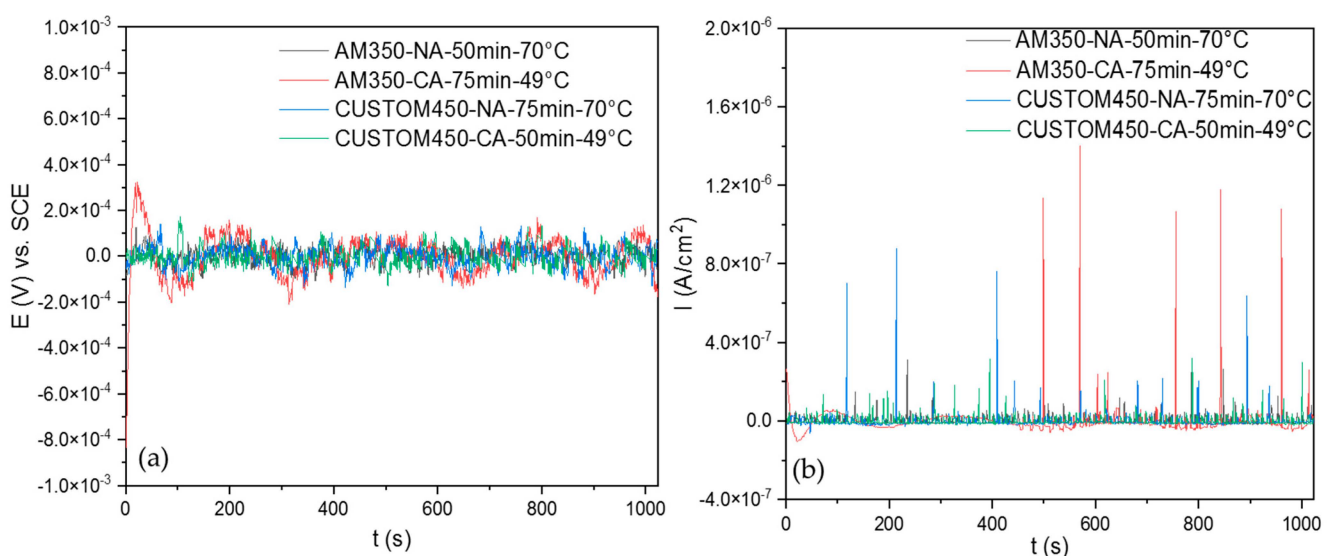 1.0×10⁻³
8.0×10⁻⁴
6.0×10⁻⁴
4.0×10⁻⁴
2.0×10⁻⁴
0.0
-2.0×10⁻⁴
-4.0×10⁻⁴
-6.0×10⁻⁴
-8.0×10⁻⁴
-1.0×10⁻³
E (V) vs. SCE
AM350-NA-50min-70°C
AM350-CA-75min-49°C
CUSTOM450-NA-75min-70°C
CUSTOM450-CA-50min-49°C
(a)
0 200 400 600 800 1000
t (s)
2.0×10⁻⁶
1.6×10⁻⁶
1.2×10⁻⁶
8.0×10⁻⁷
4.0×10⁻⁷
0.0
-4.0×10⁻⁷
I (A/cm²)
AM350-NA-50min-70°C
AM350-CA-75min-49°C
CUSTOM450-NA-75min-70°C
CUSTOM450-CA-50min-49°C
(b)
0 200 400 600 800 1000
t (s)